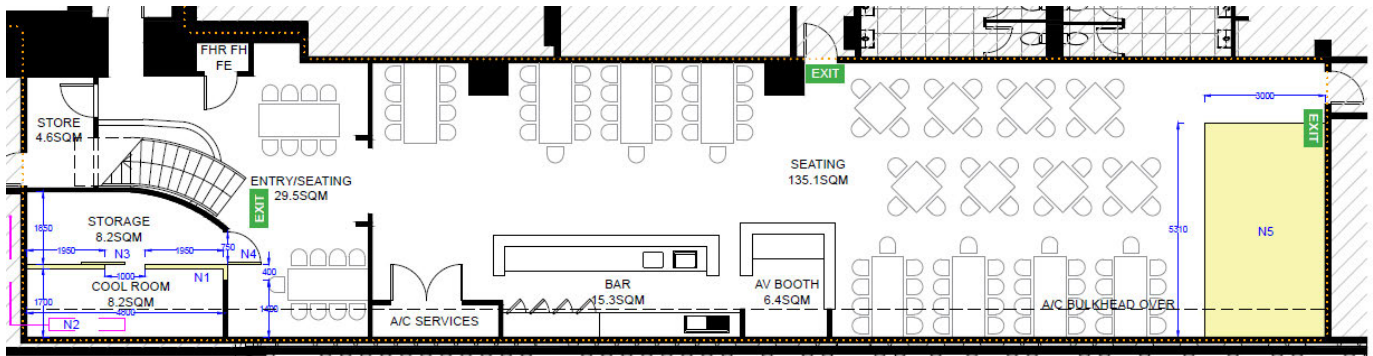 FHR FH
FE
EXIT
STORE
4.6SQM
3000
EXIT
ENTRY/SEATING
29.5SQM
SEATING
135.1SQM
EXIT
STORAGE
8.2SQM
1850
1950
1950
750
N3
N4
N5
5310
1000
N1
400
COOL ROOM
8.2SQM
1700
4800
N2
BAR
15.3SQM
AV BOOTH
6.4SQM
A/C BULKHEAD OVER
A/C SERVICES